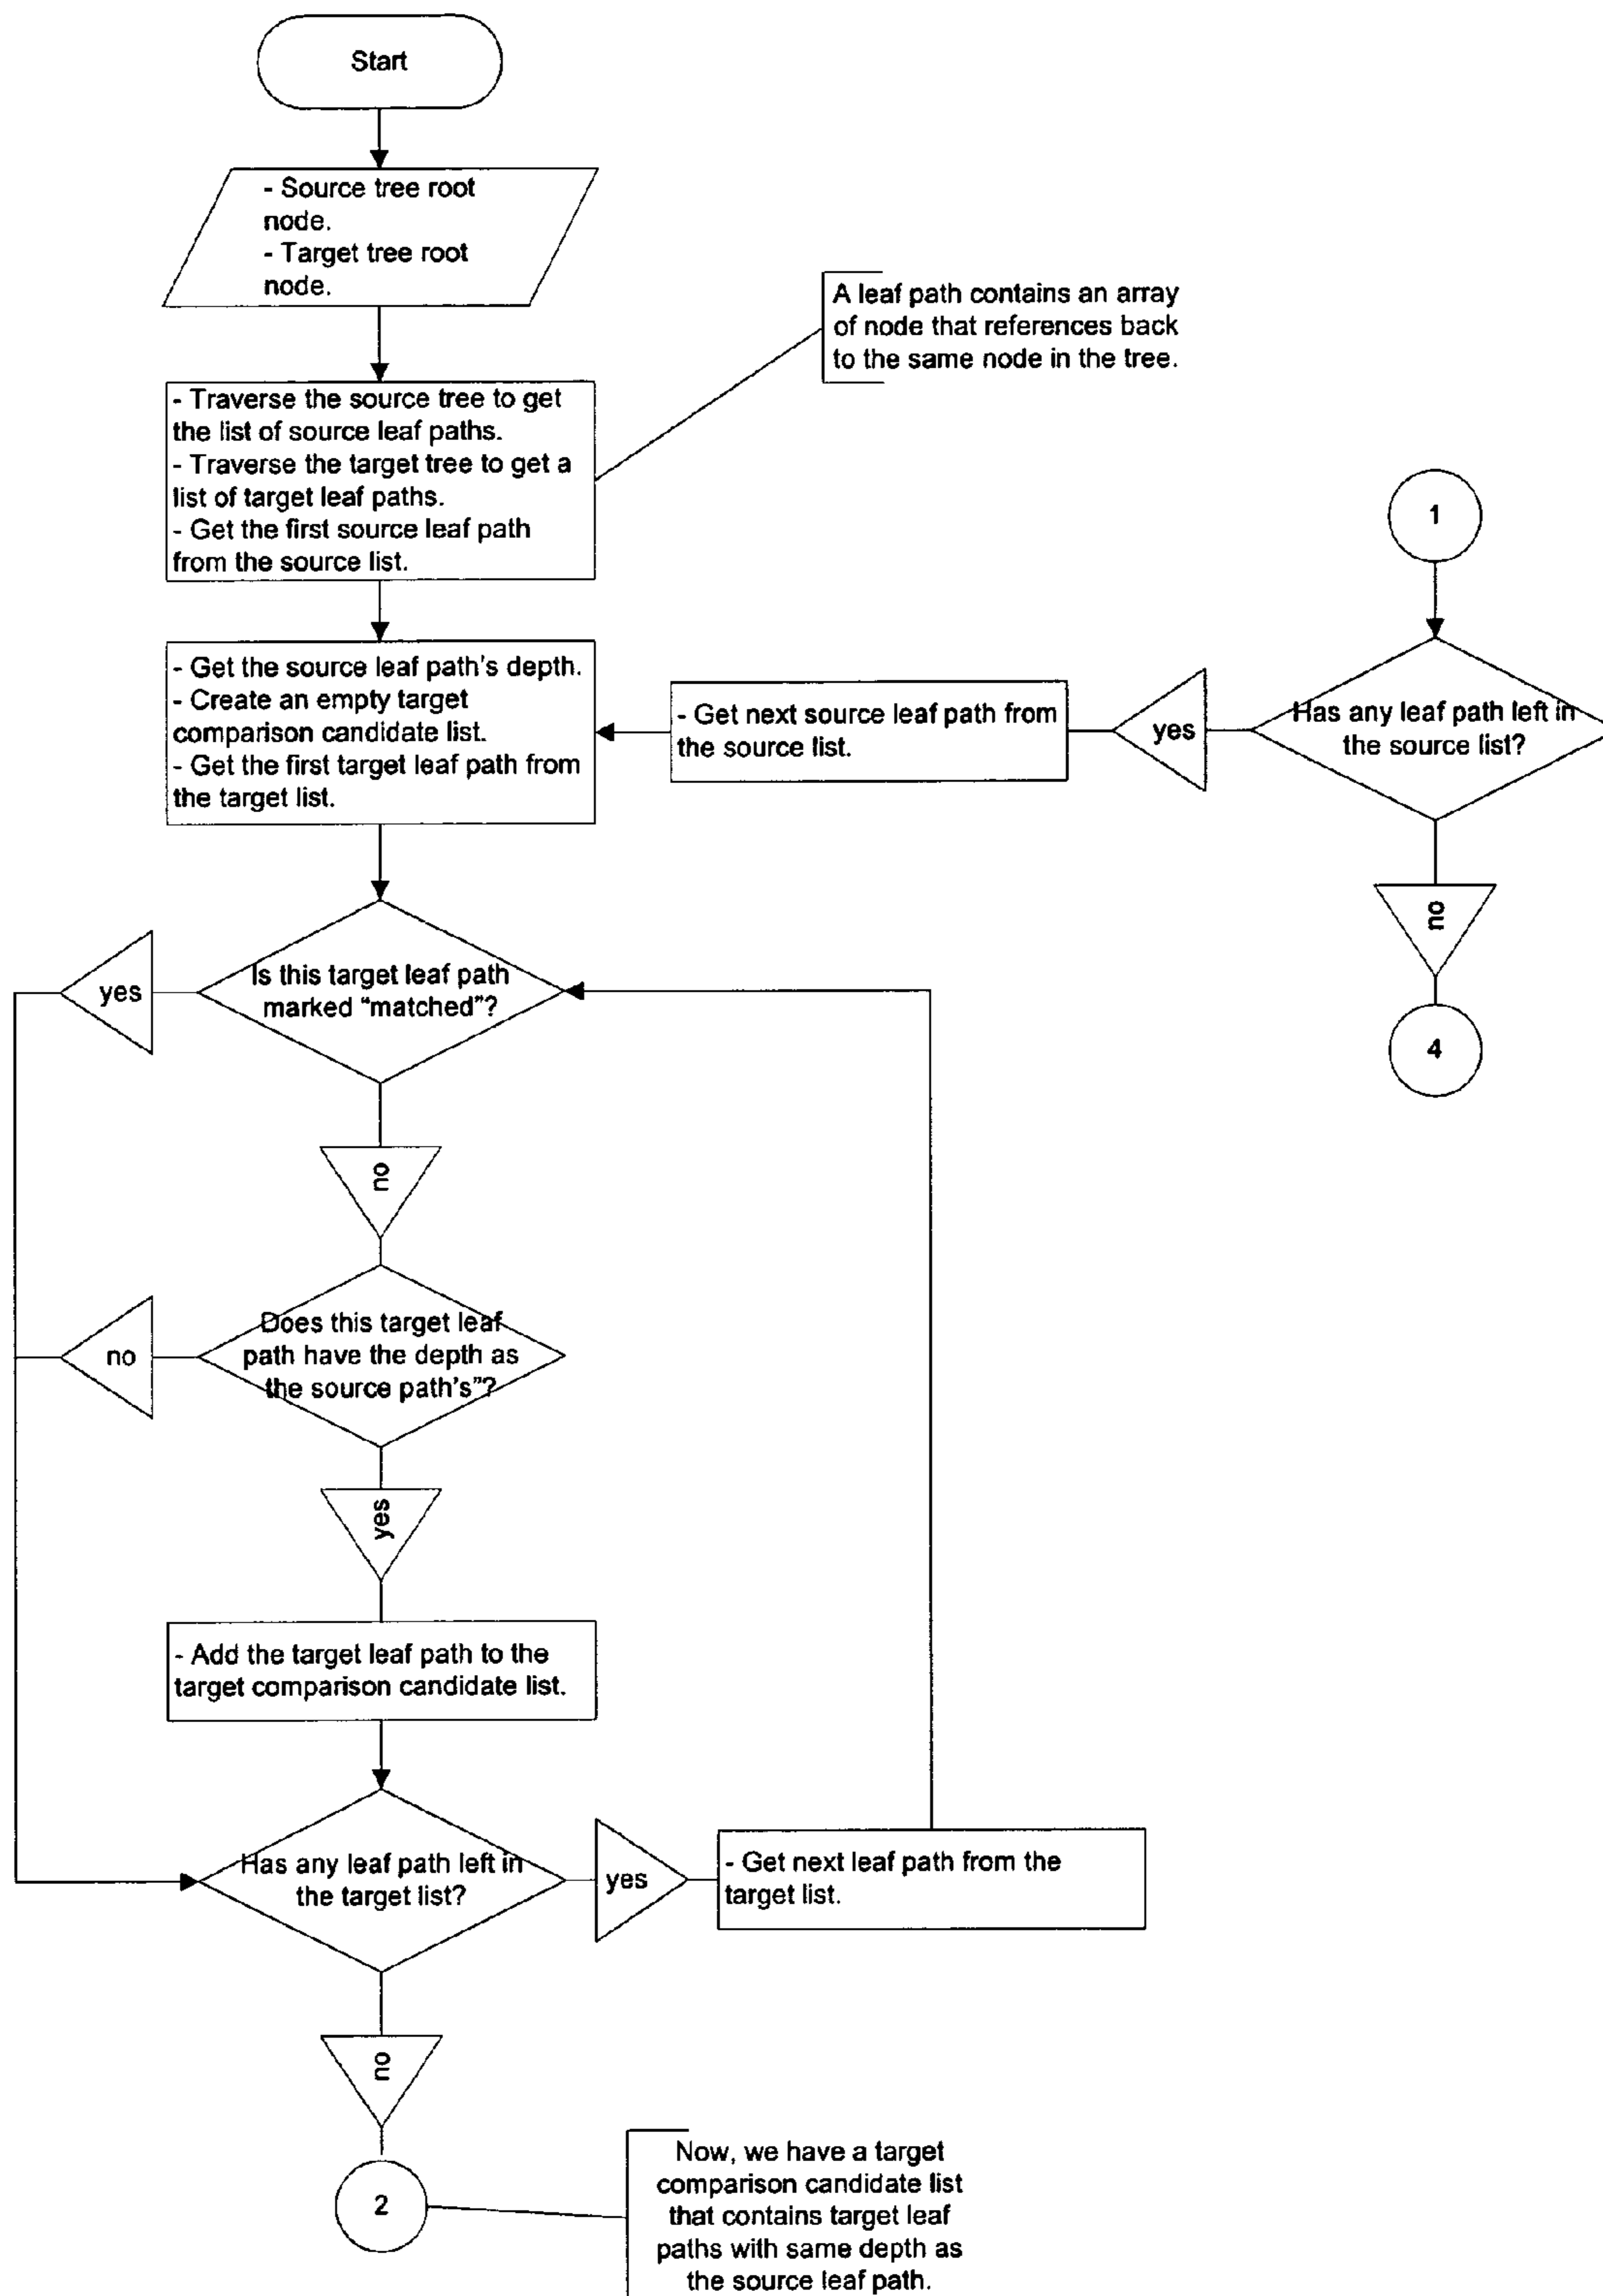 Start
- Source tree root
node.
- Target tree root
node.
A leaf path contains an array
of node that references back
to the same node in the tree.
- Traverse the source tree to get
the list of source leaf paths.
- Traverse the target tree to get a
list of target leaf paths.
- Get the first source leaf path
from the source list.
1
- Get the source leaf path's depth.
- Create an empty target
comparison candidate list.
- Get the first target leaf path from
the target list.
- Get next source leaf path from
the source list.
yes
Has any leaf path left in
the source list?
no
4
yes
Is this target leaf path
marked “matched”?
no
no
Does this target leaf
path have the depth as
the source path's”?
yes
- Add the target leaf path to the
target comparison candidate list.
Has any leaf path left in
the target list?
yes
- Get next leaf path from the
target list.
no
2
Now, we have a target
comparison candidate list
that contains target leaf
paths with same depth as
the source leaf path.